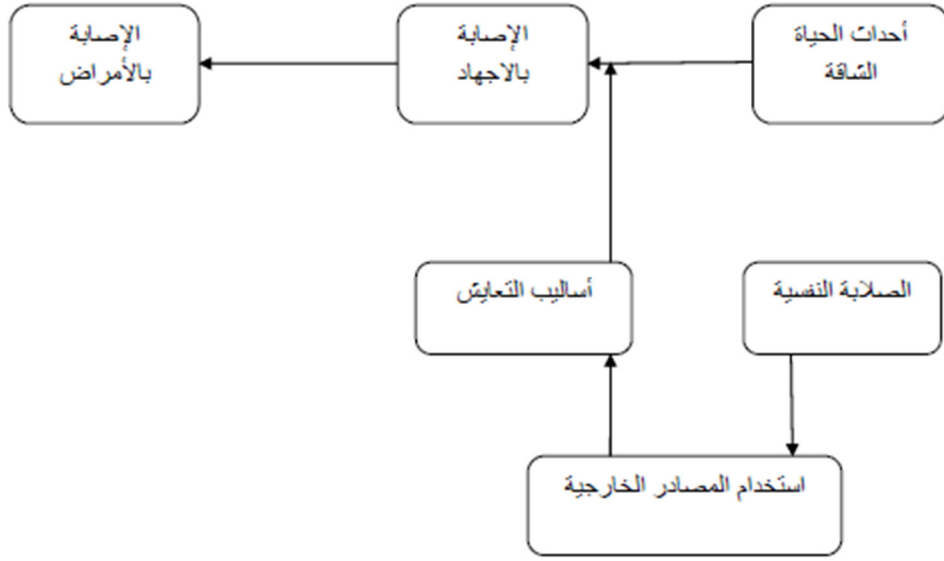 أحداث الحياة
الشاقة
الإصابة
بالاجهاد
الإصابة
بالأمراض
الصلابة النفسية
أساليب التعايش
استخدام المصادر الخارجية